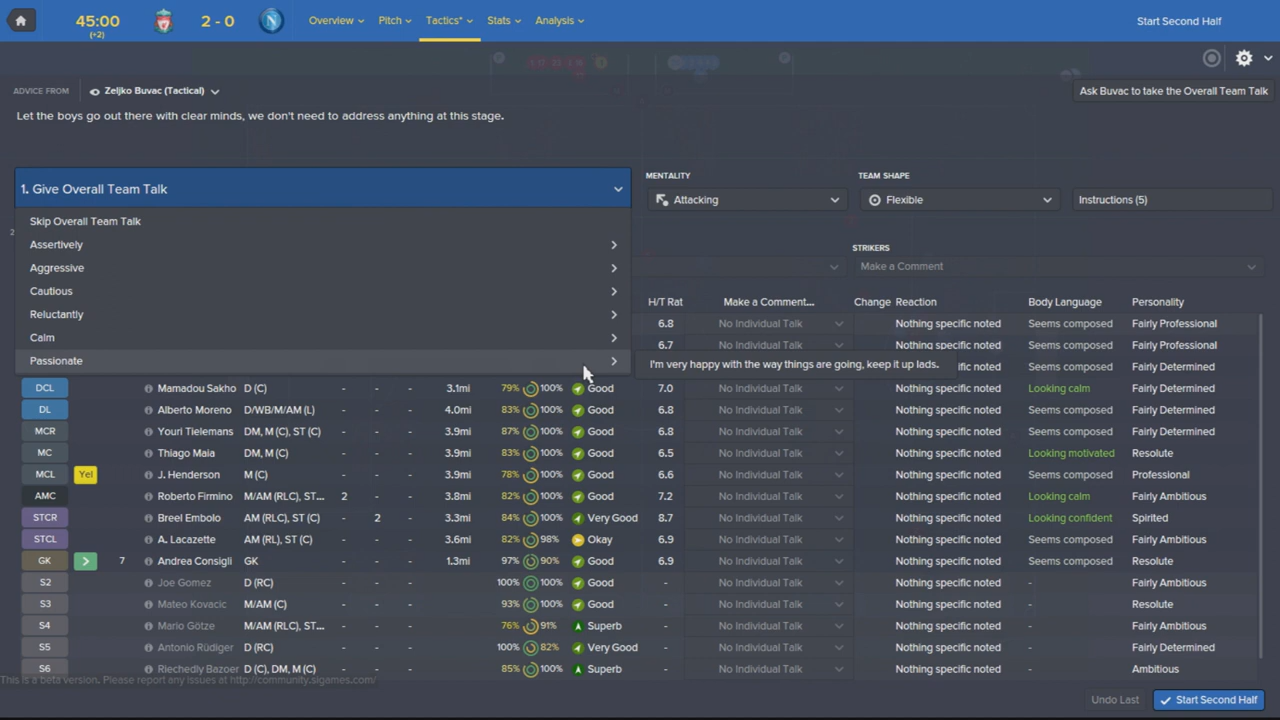 45:00
(+2)
2 - 0
Overview
Pitch
Tactics*
Stats
Analysis
Start Second Half
ADVICE FROM
Zeljko Buvac (Tactical)
Ask Buvac to take the Overall Team Talk
Let the boys go out there with clear minds, we don't need to address anything at this stage.
1. Give Overall Team Talk
MENTALITY
TEAM SHAPE
Attacking
Flexible
Instructions (5)
Skip Overall Team Talk
Assertively
Aggressive
Cautious
Reluctantly
Calm
Passionate
STRIKERS
Make a Comment
H/T Rat Make a Comment... Change Reaction Body Language Personality
6.8 No Individual Talk Nothing specific noted Seems composed Fairly Professional
6.7 No Individual Talk Nothing specific noted Seems composed Fairly Determined
I'm very happy with the way things are going, keep it up lads.
Seems composed Fairly Determined
DCL Mamadou Sakho D (C) - - - 3.1mi 79% 100% Good 7.0 No Individual Talk Nothing specific noted Looking calm Fairly Determined
DL Alberto Moreno D/WB/M/AM (L) - - - 4.0mi 83% 100% Good 6.8 No Individual Talk Nothing specific noted Seems composed Fairly Determined
MCR Youri Tielemans DM, M (C), ST (C) - - - 3.9mi 87% 100% Good 6.8 No Individual Talk Nothing specific noted Seems composed Fairly Determined
MC Thiago Maia DM, M (C) - - - 3.9mi 83% 100% Good 6.5 No Individual Talk Nothing specific noted Looking motivated Resolute
MCL Yel J. Henderson M (C) - - - 3.9mi 78% 100% Good 6.6 No Individual Talk Nothing specific noted Seems composed Professional
AMC Roberto Firmino M/AM (RLC), ST... 2 - - 3.8mi 82% 100% Good 7.2 No Individual Talk Nothing specific noted Looking calm Fairly Ambitious
STCR Breel Embolo AM (RLC), ST (C) - 2 - 3.3mi 84% 100% Very Good 8.7 No Individual Talk Nothing specific noted Looking confident Spirited
STCL A. Lacazette AM (RL), ST (C) - - - 3.6mi 82% 98% Okay 6.9 No Individual Talk Nothing specific noted Seems composed Fairly Ambitious
GK 7 Andrea Consigli GK - - - 1.3mi 97% 90% Good 6.9 No Individual Talk Nothing specific noted Seems composed Resolute
S2 Joe Gomez D (RC) 100% 100% Good - No Individual Talk Nothing specific noted - Fairly Ambitious
S3 Mateo Kovacic M/AM (C) 93% 100% Good - No Individual Talk Nothing specific noted - Resolute
S4 Mario Götze M/AM (RLC), ST... 76% 91% Superb - No Individual Talk Nothing specific noted - Fairly Ambitious
S5 Antonio Rüdiger D (RC) 100% 82% Very Good - No Individual Talk Nothing specific noted - Fairly Determined
S6 Riechedly Bazoer D (C), DM, M (C) 85% 100% Superb - No Individual Talk Nothing specific noted - Ambitious
This is a beta version. Please report any issues at http://community.sigames.com/
Undo Last
Start Second Half